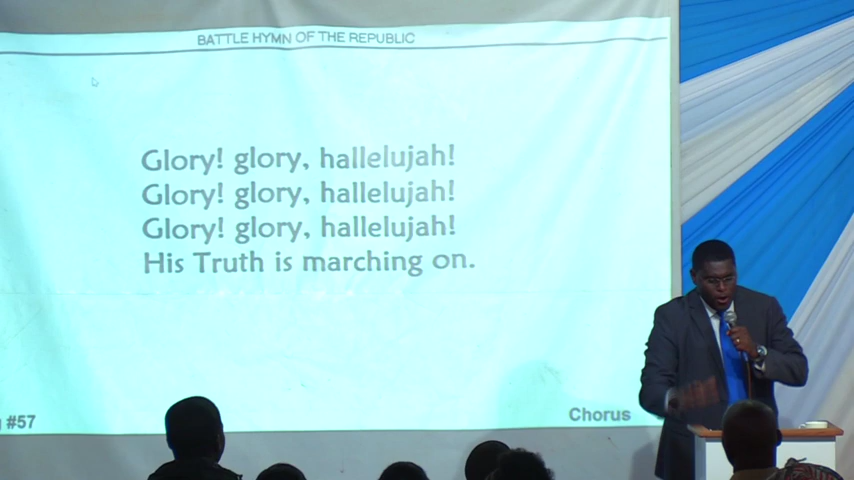 BATTLE HYMN OF THE REPUBLIC
Glory! glory, hallelujah!
Glory! glory, hallelujah!
Glory! glory, hallelujah!
His Truth is marching on.
#57
Chorus